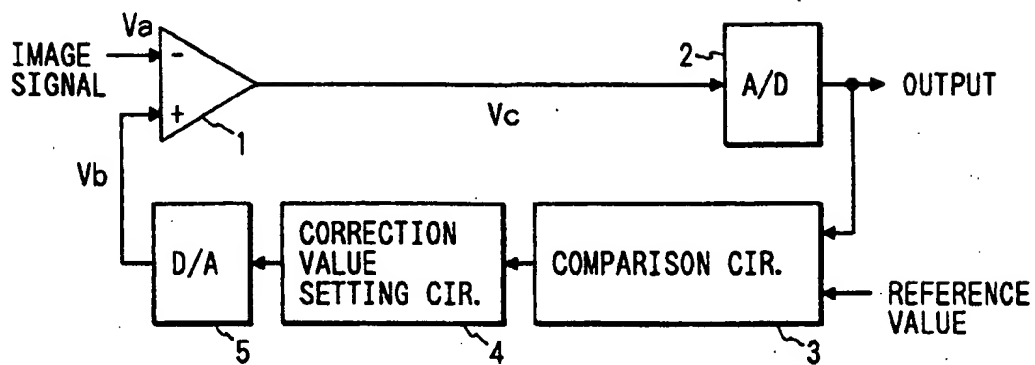 Va
IMAGE
SIGNAL
-
+
1
Vc
2
A/D
OUTPUT
Vb
D/A
5
CORRECTION
VALUE
SETTING CIR.
4
COMPARISON CIR.
3
REFERENCE
VALUE